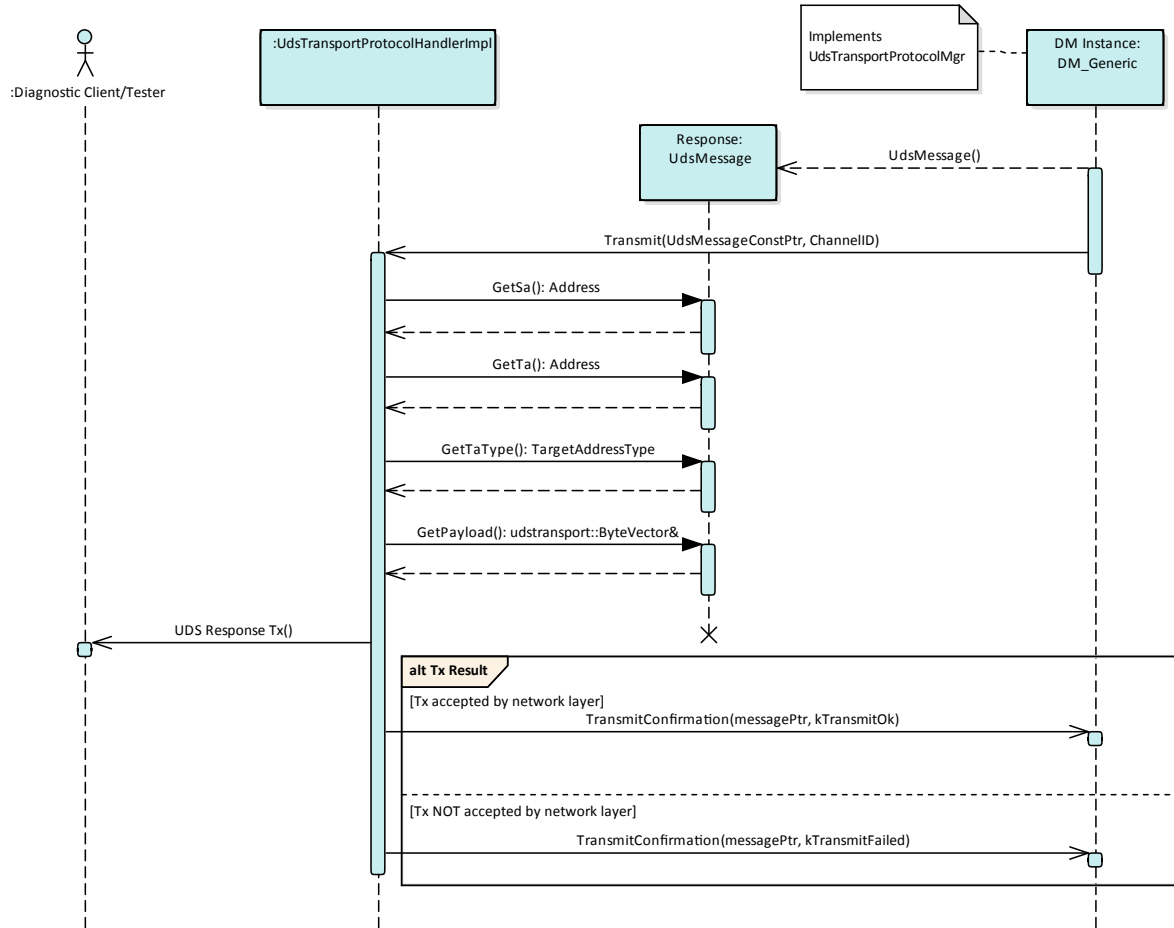 Implements
UdsTransportProtocolMgr
:UdsTransportProtocolHandlerImpl
DM Instance:
DM_Generic
:Diagnostic Client/Tester
Response:
UdsMessage
UdsMessage()
Transmit(UdsMessageConstPtr, ChannelID)
GetSa(): Address
GetTa(): Address
GetTaType(): TargetAddressType
GetPayload(): udstransport::ByteVector&
UDS Response Tx()
alt Tx Result
[Tx accepted by network layer]
TransmitConfirmation(messagePtr, kTransmitOk)
[Tx NOT accepted by network layer]
TransmitConfirmation(messagePtr, kTransmitFailed)